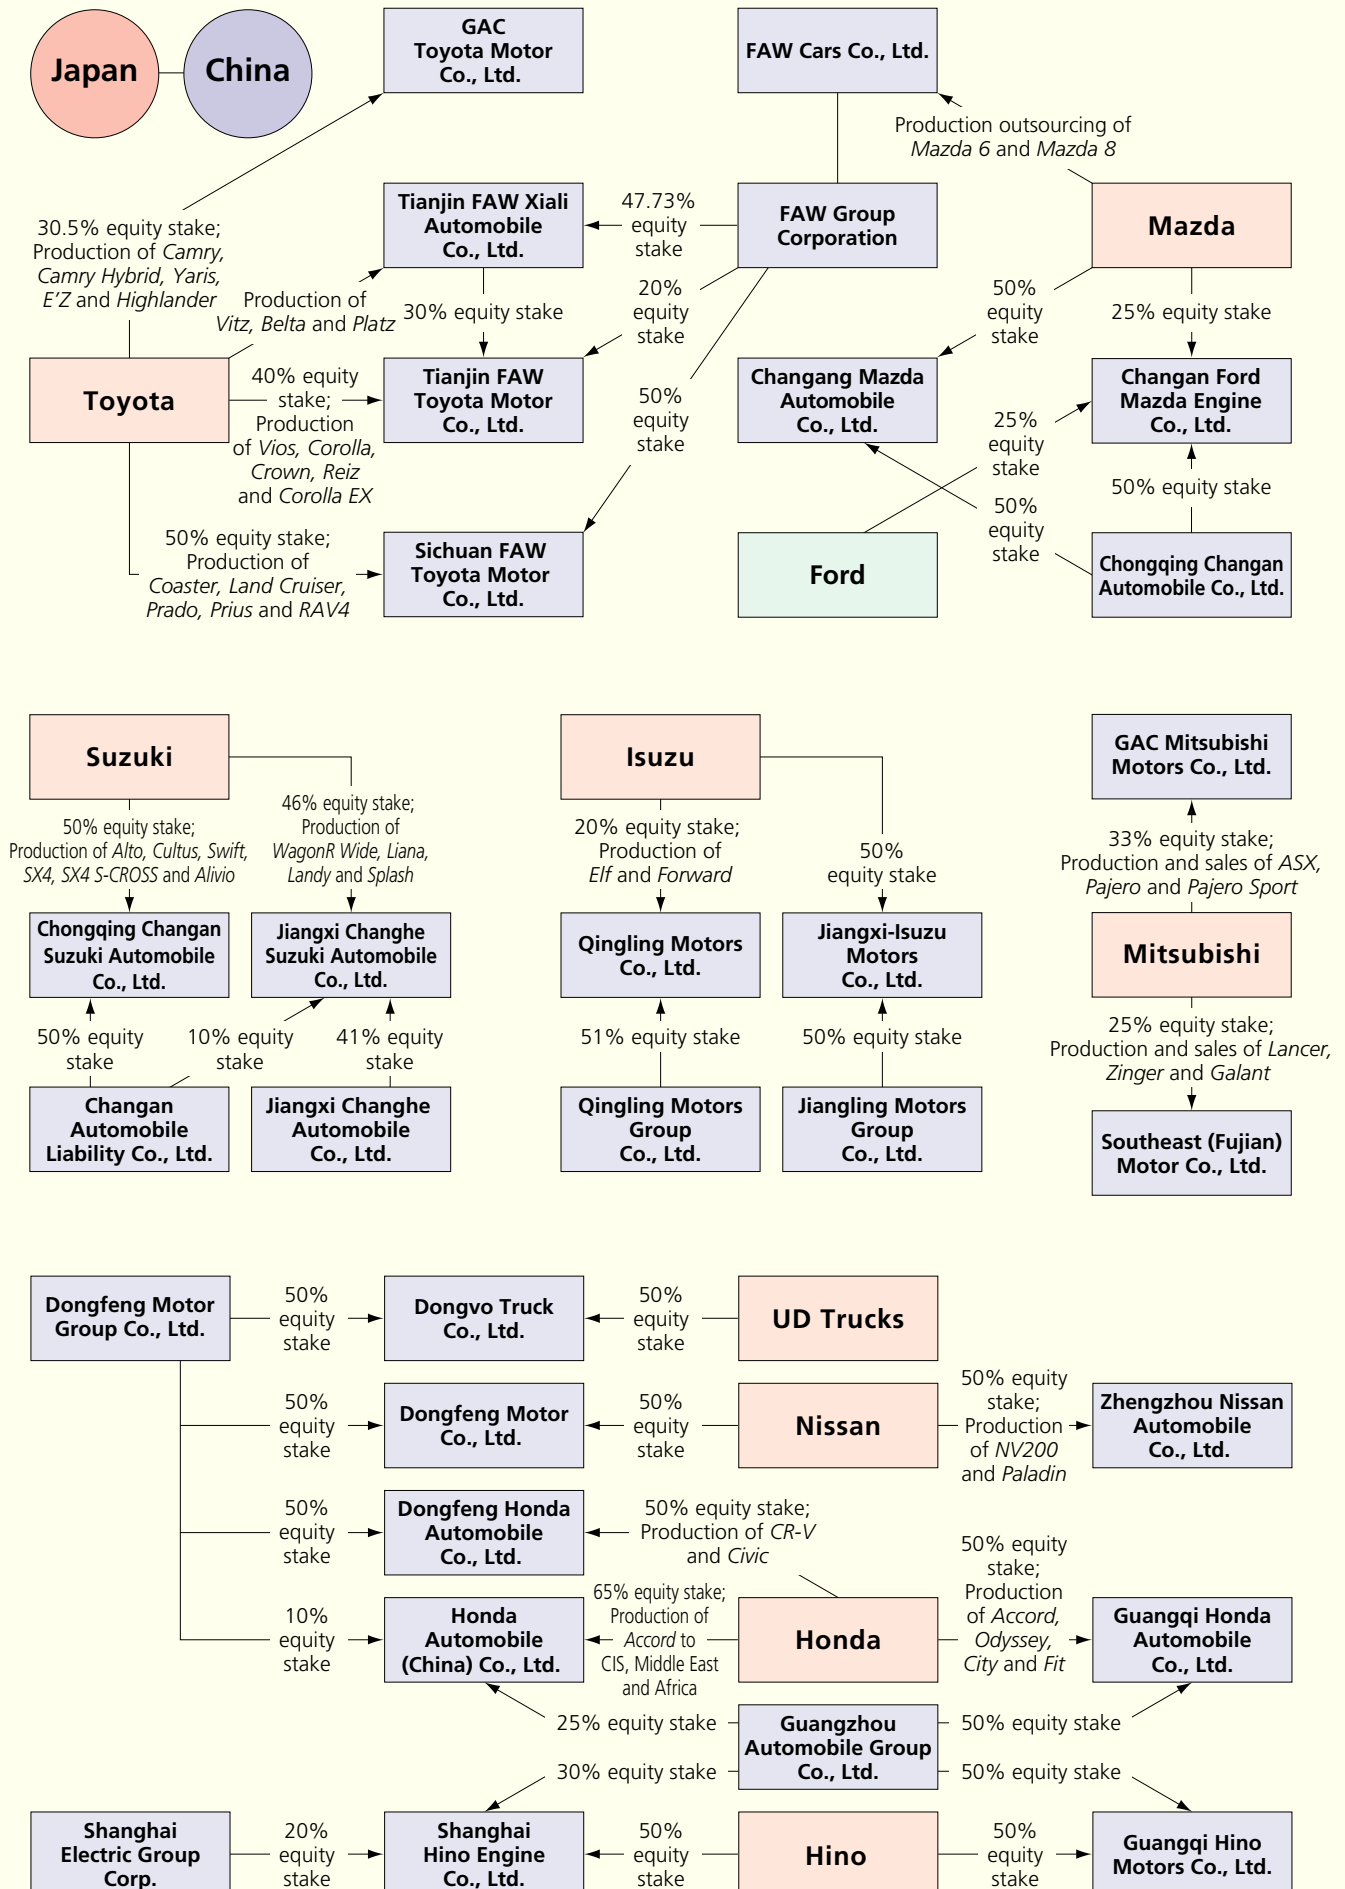 Japan
China
GAC
Toyota Motor
Co., Ltd.
FAW Cars Co., Ltd.
Production outsourcing of
Mazda 6 and Mazda 8
30.5% equity stake;
Production of Camry,
Camry Hybrid, Yaris,
E’Z and Highlander
Tianjin FAW Xiali
Automobile
Co., Ltd.
47.73%
equity
stake
FAW Group
Corporation
Mazda
Production of
Vitz, Belta and Platz
30% equity stake
20%
equity
stake
50%
equity
stake
25% equity stake
Toyota
40% equity
stake;
Production
of Vios, Corolla,
Crown, Reiz
and Corolla EX
Tianjin FAW
Toyota Motor
Co., Ltd.
50%
equity
stake
Changang Mazda
Automobile
Co., Ltd.
25%
equity
stake
Changan Ford
Mazda Engine
Co., Ltd.
50%
equity
stake
50% equity stake
50% equity stake;
Production of
Coaster, Land Cruiser,
Prado, Prius and RAV4
Sichuan FAW
Toyota Motor
Co., Ltd.
Ford
Chongqing Changan
Automobile Co., Ltd.
Suzuki
50% equity stake;
Production of Alto, Cultus, Swift,
SX4, SX4 S-CROSS and Alivio
46% equity stake;
Production of
WagonR Wide, Liana,
Landy and Splash
Chongqing Changan
Suzuki Automobile
Co., Ltd.
Jiangxi Changhe
Suzuki Automobile
Co., Ltd.
50% equity
stake
10% equity
stake
41% equity
stake
Changan
Automobile
Liability Co., Ltd.
Jiangxi Changhe
Automobile
Co., Ltd.
Isuzu
20% equity stake;
Production of
Elf and Forward
50%
equity stake
Qingling Motors
Co., Ltd.
Jiangxi-Isuzu
Motors
Co., Ltd.
51% equity stake
50% equity stake
Qingling Motors
Group
Co., Ltd.
Jiangling Motors
Group
Co., Ltd.
GAC Mitsubishi
Motors Co., Ltd.
33% equity stake;
Production and sales of ASX,
Pajero and Pajero Sport
Mitsubishi
25% equity stake;
Production and sales of Lancer,
Zinger and Galant
Southeast (Fujian)
Motor Co., Ltd.
Dongfeng Motor
Group Co., Ltd.
50%
equity
stake
Dongvo Truck
Co., Ltd.
50%
equity
stake
UD Trucks
50%
equity
stake
Dongfeng Motor
Co., Ltd.
50%
equity
stake
Nissan
50% equity
stake;
Production
of NV200
and Paladin
Zhengzhou Nissan
Automobile
Co., Ltd.
50%
equity
stake
Dongfeng Honda
Automobile
Co., Ltd.
50% equity stake;
Production of CR-V
and Civic
10%
equity
stake
Honda
Automobile
(China) Co., Ltd.
65% equity stake;
Production of
Accord to
CIS, Middle East
and Africa
Honda
50% equity
stake;
Production
of Accord,
Odyssey,
City and Fit
Guangqi Honda
Automobile
Co., Ltd.
25% equity stake
Guangzhou
Automobile Group
Co., Ltd.
50% equity stake
30% equity stake
50% equity stake
Shanghai
Electric Group
Corp.
20%
equity
stake
Shanghai
Hino Engine
Co., Ltd.
50%
equity
stake
Hino
50%
equity
stake
Guangqi Hino
Motors Co., Ltd.